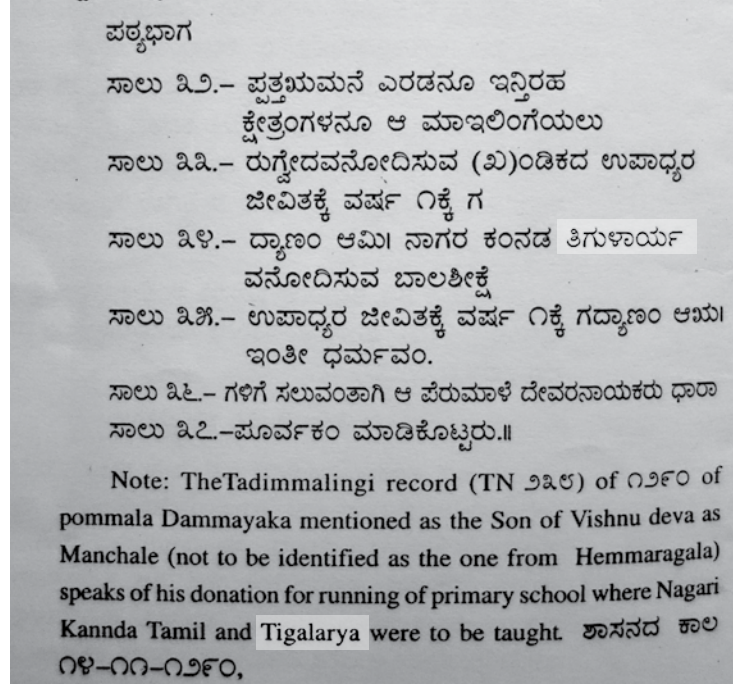 ಪಠ್ಯಭಾಗ
ಸಾಲು ೩೨.– ಪ್ಪತ್ತಋಮನೆ ಎರಡನೂ ಇನ್ತಿರಹ
ಕ್ಷೇತ್ರಂಗಳನೂ ಆ ಮಾಇಲಿಂಗೆಯಲು
ಸಾಲು ೩೩.– ರುಗ್ವೇದವನೋದಿಸುವ (ಖ)ಂಡಿಕದ ಉಪಾಧ್ಯರ
ಜೀವಿತಕ್ಕೆ ವರ್ಷ ೧ಕ್ಕೆ ಗ
ಸಾಲು ೩೪.– ದ್ಯಾಣಂ ಆಮಿ। ನಾಗರ ಕಂನಡ ತಿಗುಳಾರ್ಯ
ವನೋದಿಸುವ ಬಾಲಶೀಕ್ಷೆ
ಸಾಲು ೩೫.– ಉಪಾಧ್ಯರ ಜೀವಿತಕ್ಕೆ ವರ್ಷ ೧ಕ್ಕೆ ಗದ್ಯಾಣಂ ಆಋ।
ಇಂತೀ ಧರ್ಮವಂ.
ಸಾಲು ೩೬.– ಗಳಿಗೆ ಸಲುವಂತಾಗಿ ಆ ಪೆರುಮಾಳೆ ದೇವರನಾಯಕರು ಧಾರಾ
ಸಾಲು ೩೭.–ಪೂರ್ವಕಂ ಮಾಡಿಕೊಟ್ಟರು.॥
Note: TheTadimmalingi record (TN ೨೩೮) of ೧೨೯೦ of
pommala Dammayaka mentioned as the Son of Vishnu deva as
Manchale (not to be identified as the one from Hemmaragala)
speaks of his donation for running of primary school where Nagari
Kannda Tamil and Tigalarya were to be taught. ಶಾಸನದ ಕಾಲ
೧೪–೧೧–೧೨೯೦,